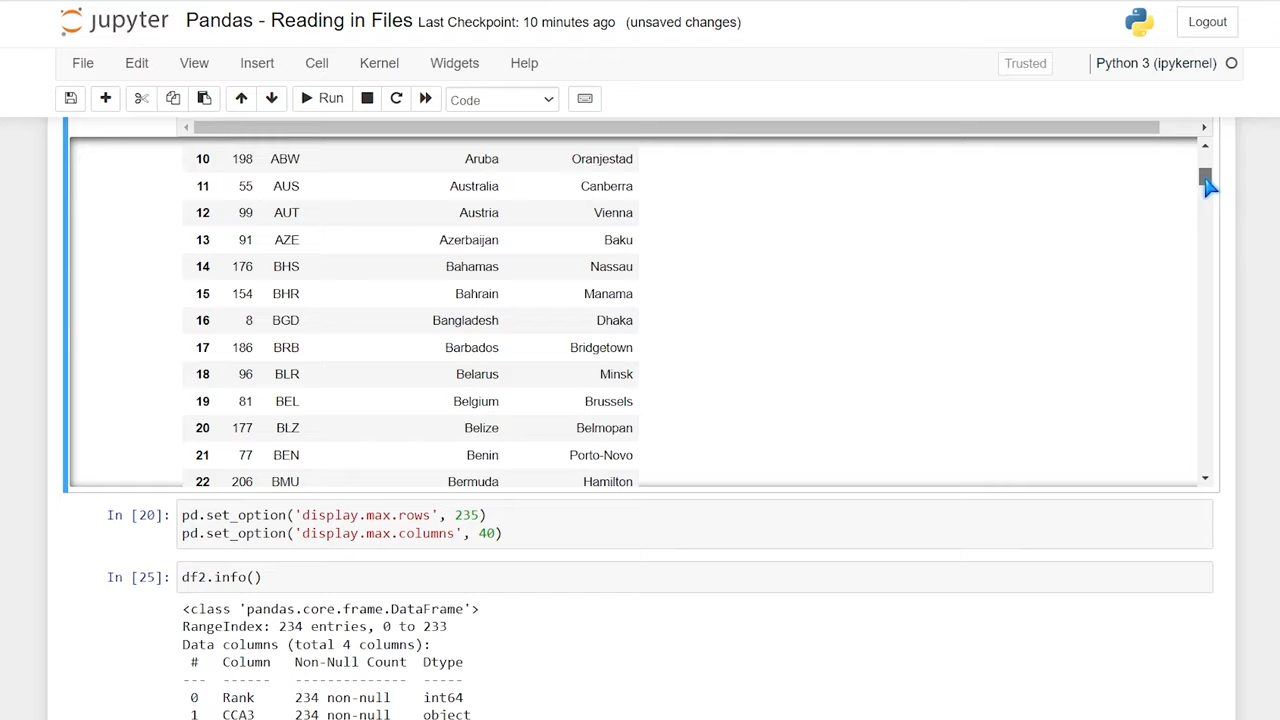 jupyter Pandas - Reading in Files Last Checkpoint: 10 minutes ago (unsaved changes) Logout
File Edit View Insert Cell Kernel Widgets Help Trusted Python 3 (ipykernel)
Run Code
10 198 ABW Aruba Oranjestad
11 55 AUS Australia Canberra
12 99 AUT Austria Vienna
13 91 AZE Azerbaijan Baku
14 176 BHS Bahamas Nassau
15 154 BHR Bahrain Manama
16 8 BGD Bangladesh Dhaka
17 186 BRB Barbados Bridgetown
18 96 BLR Belarus Minsk
19 81 BEL Belgium Brussels
20 177 BLZ Belize Belmopan
21 77 BEN Benin Porto-Novo
22 206 BMU Bermuda Hamilton
In [20]: pd.set_option('display.max.rows', 235)
pd.set_option('display.max.columns', 40)
In [25]: df2.info()
<class 'pandas.core.frame.DataFrame'>
RangeIndex: 234 entries, 0 to 233
Data columns (total 4 columns):
# Column Non-Null Count Dtype
--- ------ -------------- -----
0 Rank 234 non-null int64
1 CCA3 234 non-null object